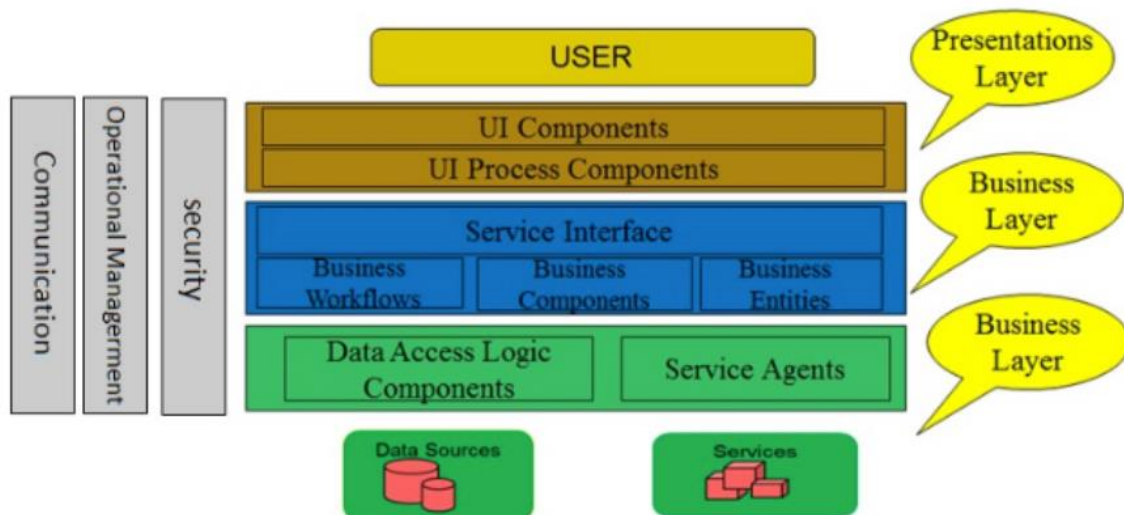 USER
Presentations
Layer
Communication
Operational Managerment
security
UI Components
UI Process Components
Business
Layer
Service Interface
Business
Workflows
Business
Components
Business
Entities
Business
Layer
Data Access Logic
Components
Service Agents
Data Sources
Services